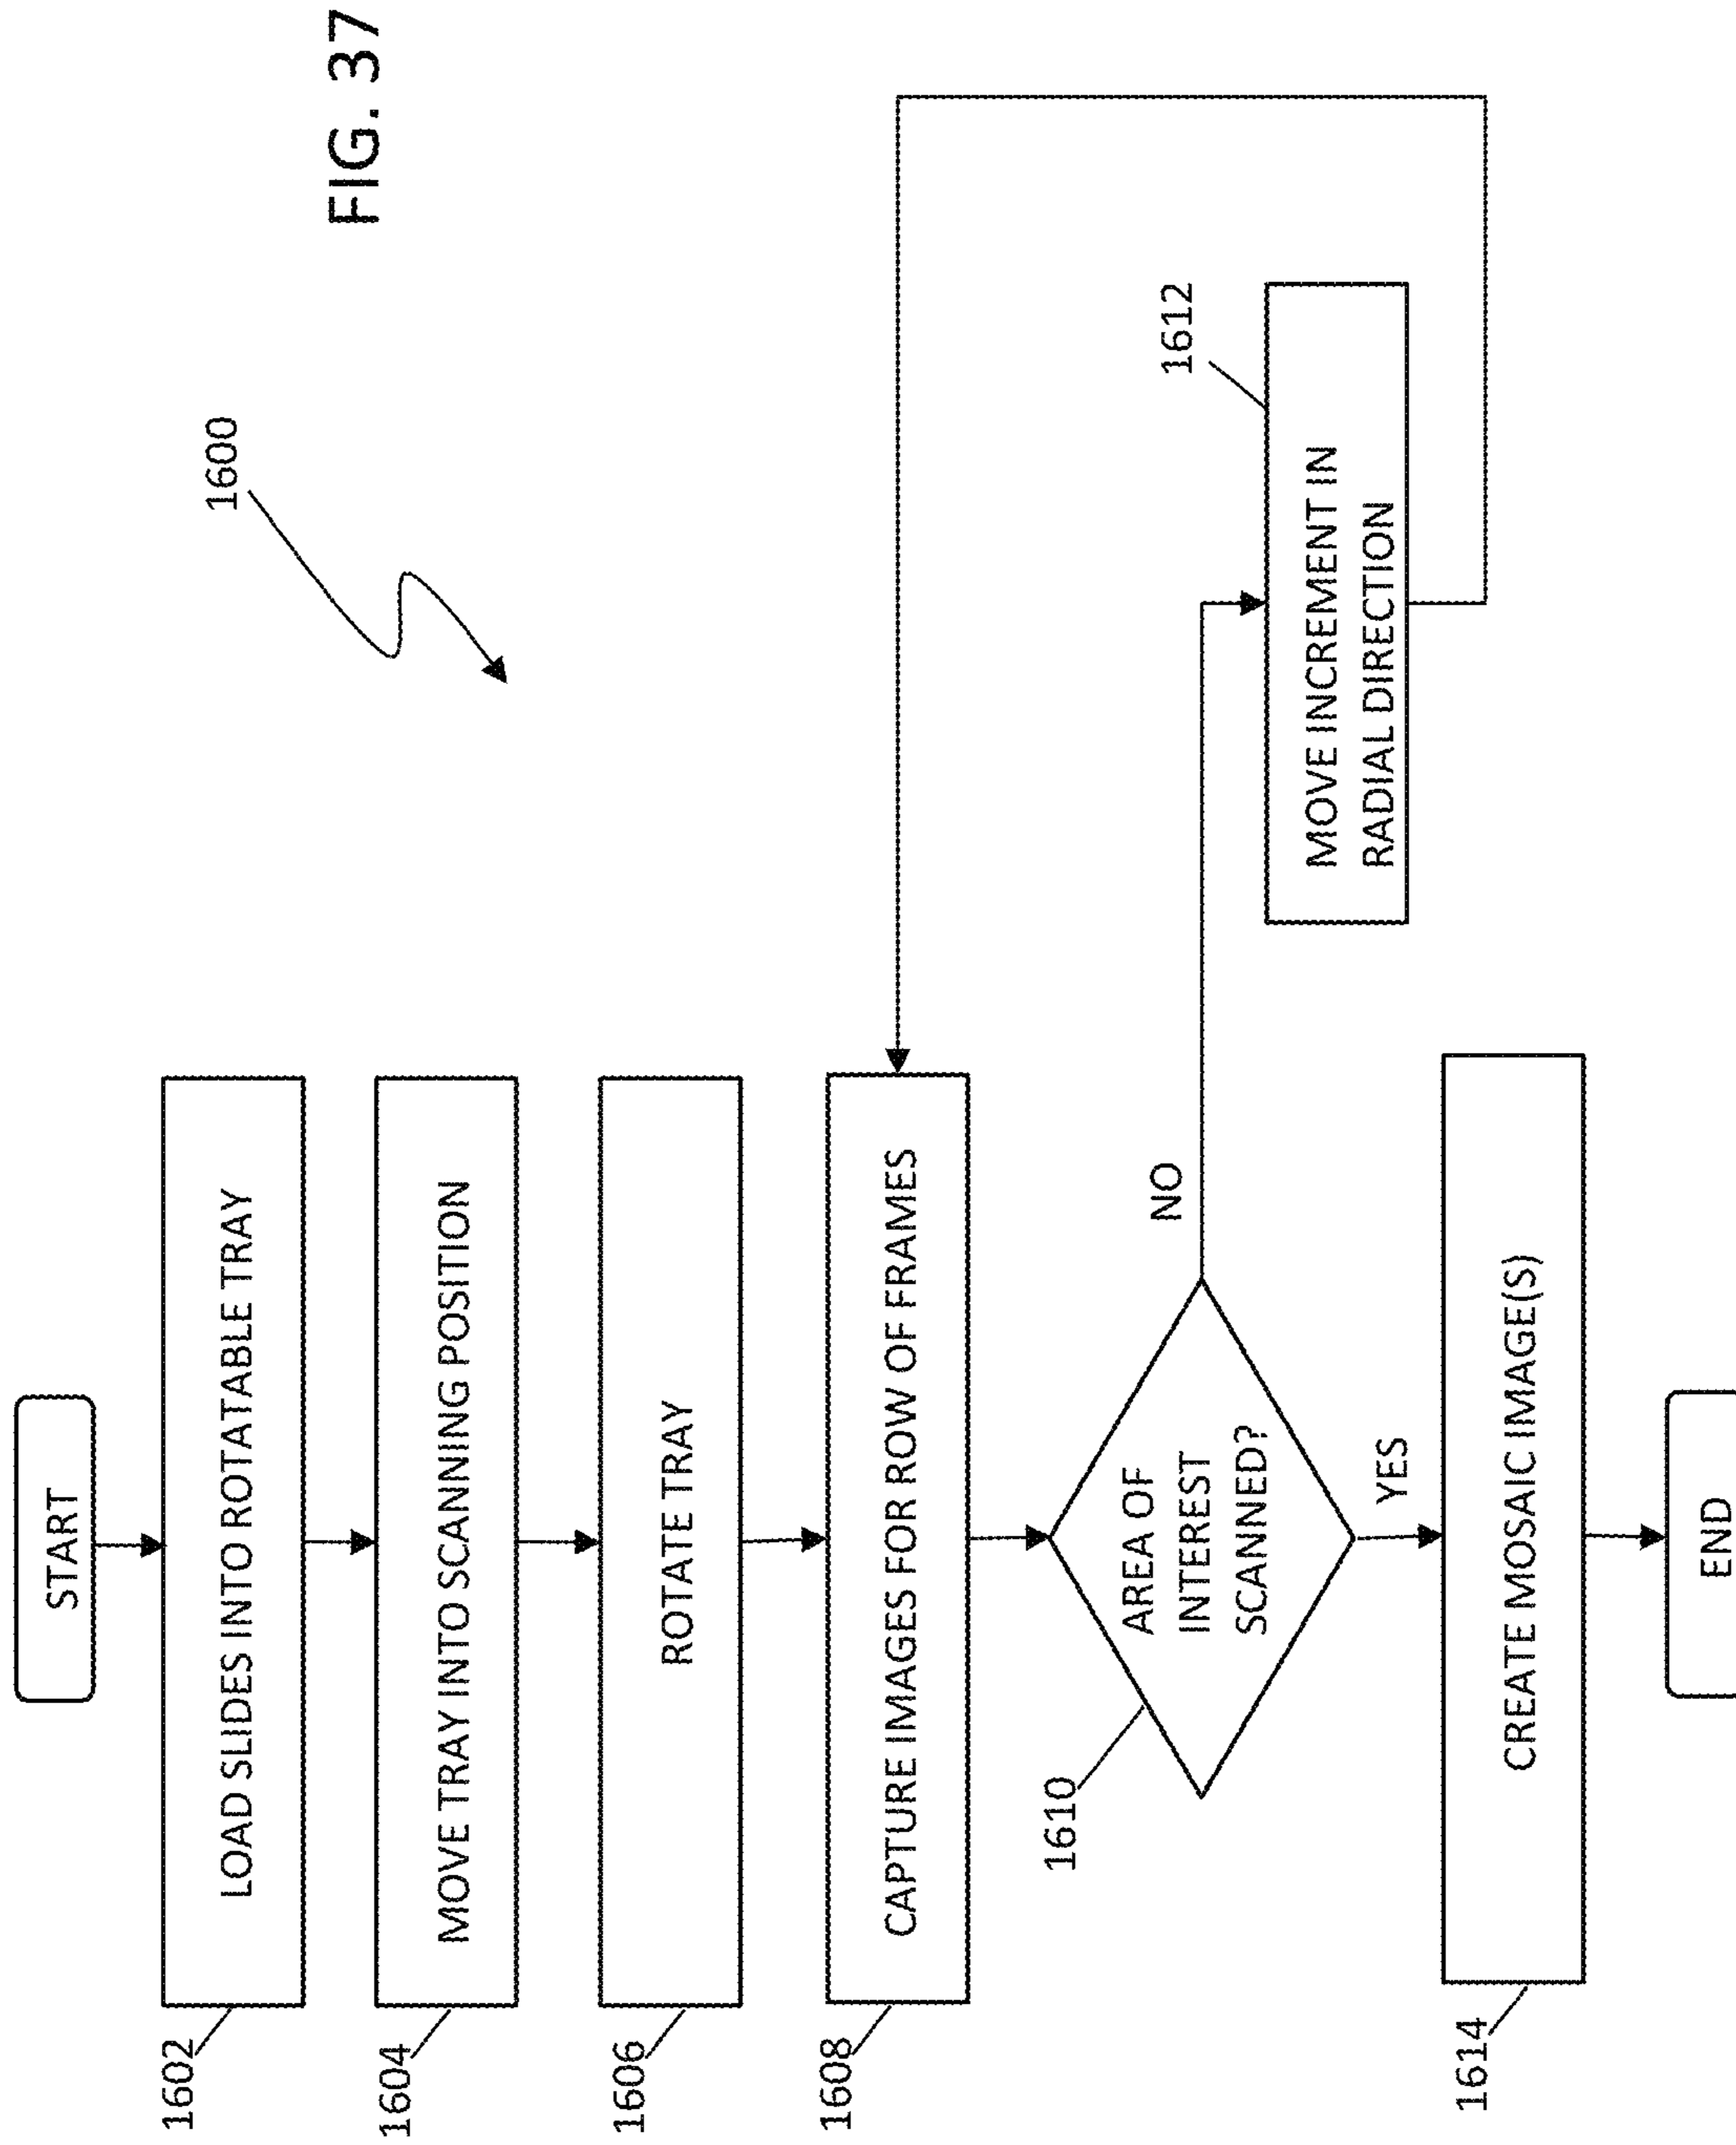 FIG. 37
1600
START
1602
LOAD SLIDES INTO ROTATABLE TRAY
1604
MOVE TRAY INTO SCANNING POSITION
1606
ROTATE TRAY
1608
CAPTURE IMAGES FOR ROW OF FRAMES
1610
AREA OF
INTEREST
SCANNED?
NO
1612
MOVE INCREMENT IN
RADIAL DIRECTION
YES
1614
CREATE MOSAIC IMAGE(S)
END